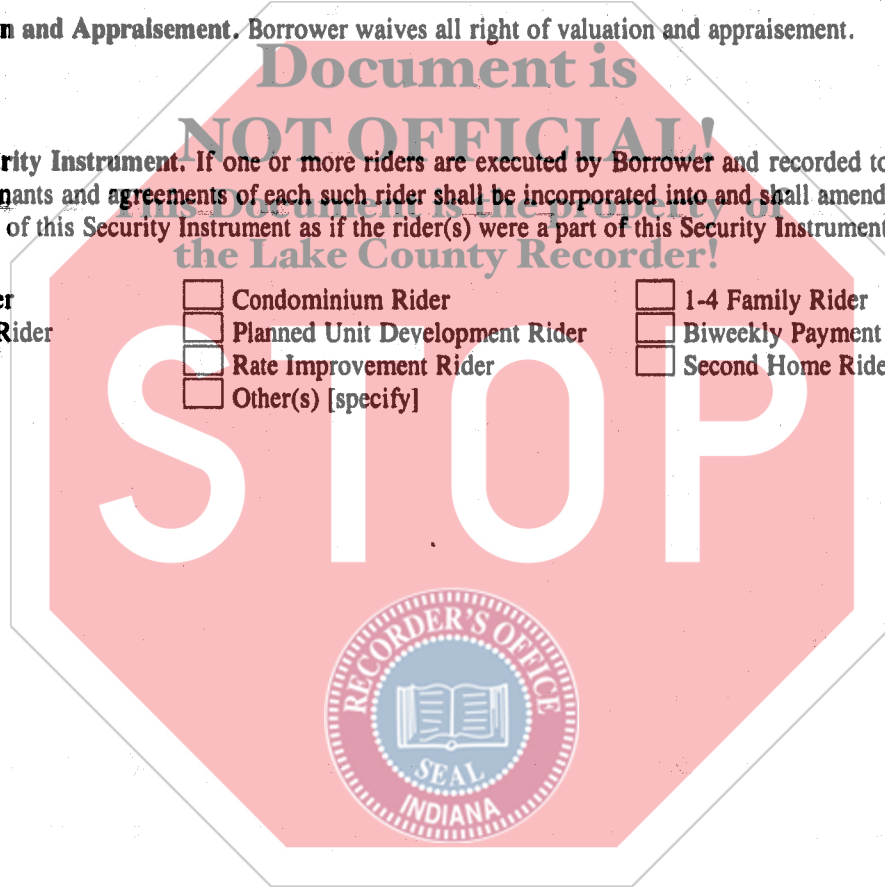 n and Appraisement. Borrower waives all right of valuation and appraisement.
Document is
NOT OFFICIAL!
rity Instrument. If one or more riders are executed by Borrower and recorded to
nants and agreements of each such rider shall be incorporated into and shall amend
This Document is the property of
of this Security Instrument as if the rider(s) were a part of this Security Instrument
the Lake County Recorder!
er
Condominium Rider
1-4 Family Rider
Rider
Planned Unit Development Rider
Biweekly Payment
Rate Improvement Rider
Second Home Ride
Other(s) [specify]
STOP
RECORDER'S OFFICE
SEAL
INDIANA